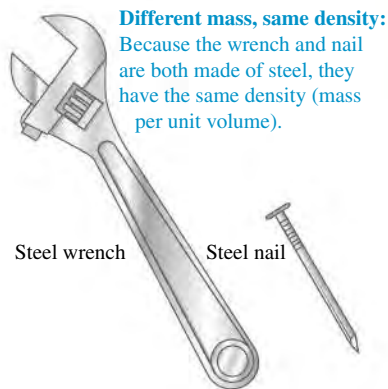 Different mass, same density:
Because the wrench and nail
are both made of steel, they
have the same density (mass
per unit volume).
Steel wrench
Steel nail